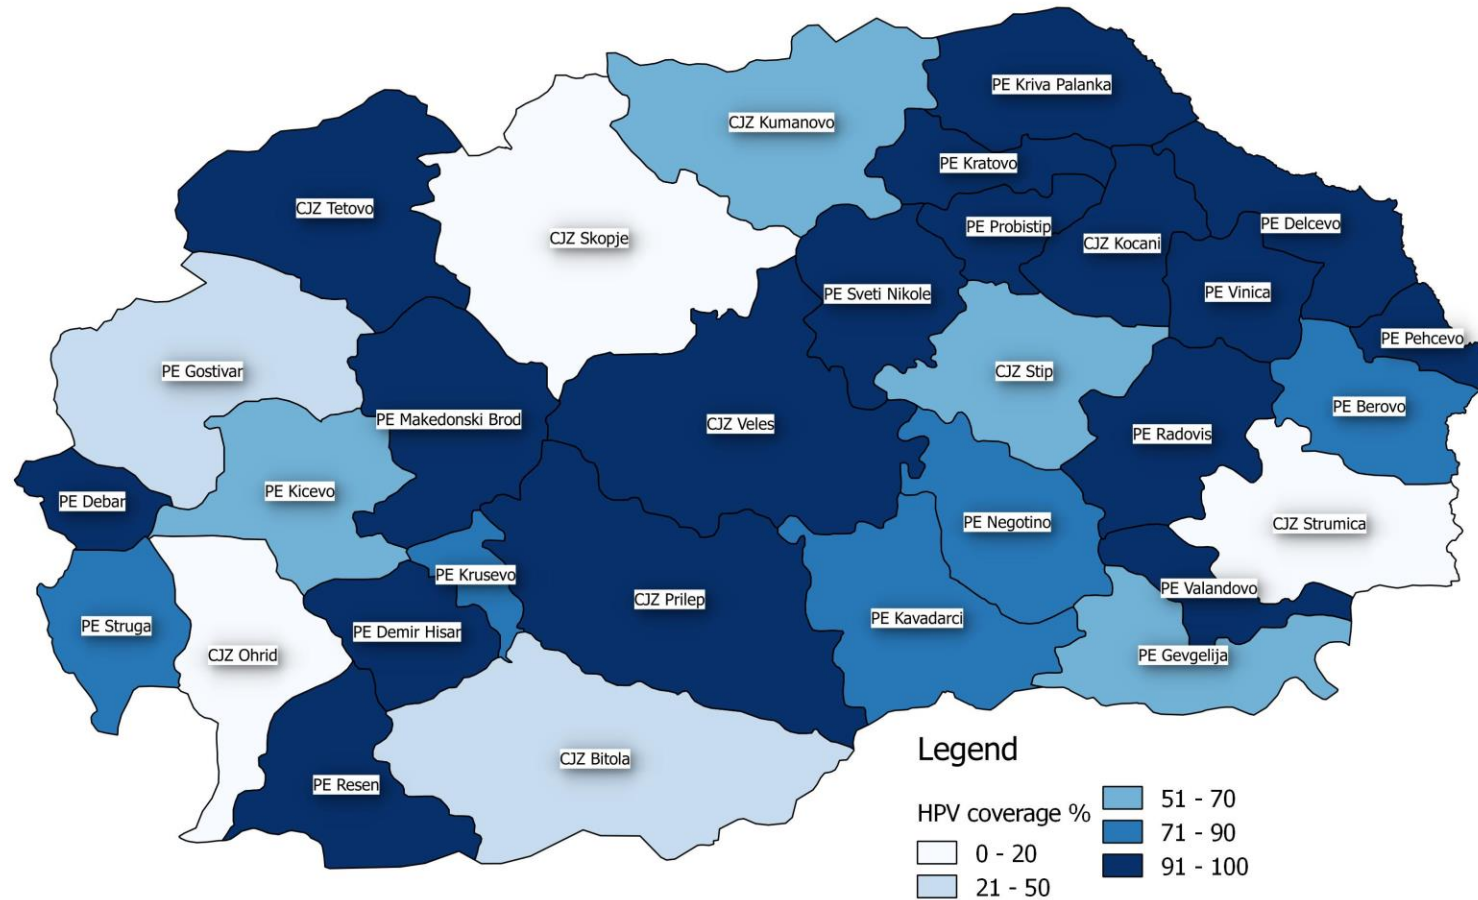 PE Kriva Palanka
CJZ Kumanovo
PE Kratovo
CJZ Tetovo
PE Delcevo
PE Probistip
CJZ Skopje
CJZ Kocani
PE Sveti Nikole
PE Vinica
PE Pehcevo
PE Gostivar
CJZ Stip
PE Berovo
PE Makedonski Brod
CJZ Veles
PE Radovis
PE Kicevo
PE Debar
PE Negotino
CJZ Strumica
PE Krusevo
PE Valandovo
CJZ Prilep
PE Kavadarci
PE Struga
PE Demir Hisar
CJZ Ohrid
PE Gevgelija
CJZ Bitola
PE Resen
Legend
HPV coverage %
0 - 20
21 - 50
51 - 70
71 - 90
91 - 100